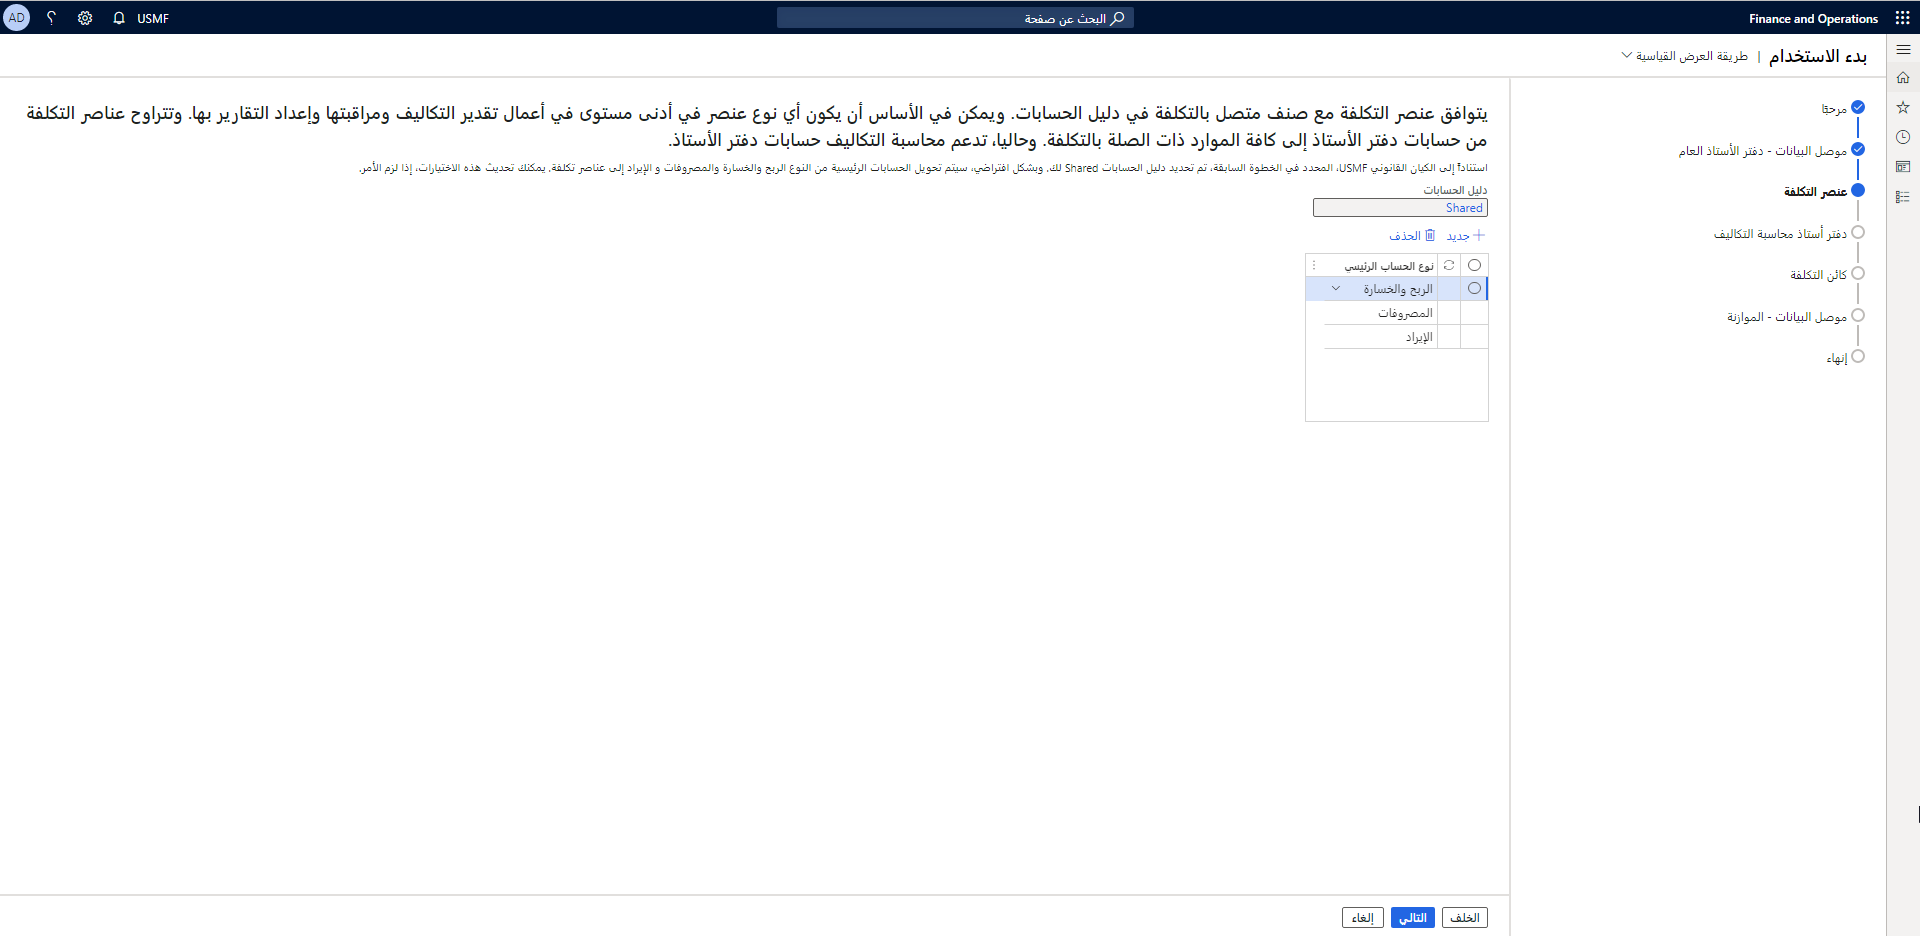 Finance and Operations
البحث عن صفحة
USMF
؟
AD
بدء الاستخدام | طريقة العرض القياسية
مرحبًا
موصل البيانات - دفتر الأستاذ العام
عنصر التكلفة
دفتر أستاذ محاسبة التكاليف
كائن التكلفة
موصل البيانات - الموازنة
إنهاء
يتوافق عنصر التكلفة مع صنف متصل بالتكلفة في دليل الحسابات. ويمكن في الأساس أن يكون أي نوع عنصر في أدنى مستوى في أعمال تقدير التكاليف ومراقبتها وإعداد التقارير بها. وتتراوح عناصر التكلفة
من حسابات دفتر الأستاذ إلى كافة الموارد ذات الصلة بالتكلفة. وحاليا، تدعم محاسبة التكاليف حسابات دفتر الأستاذ.
استنادًا إلى الكيان القانوني USMF، المحدد في الخطوة السابقة، تم تحديد دليل الحسابات Shared لك. وبشكل افتراضي، سيتم تحويل الحسابات الرئيسية من النوع الربح والخسارة والمصروفات و الإيراد إلى عناصر تكلفة. يمكنك تحديث هذه الاختيارات، إذا لزم الأمر.
دليل الحسابات
Shared
جديد الحذف
نوع الحساب الرئيسي
الربح والخسارة
المصروفات
الإيراد
الخلف التالي إلغاء